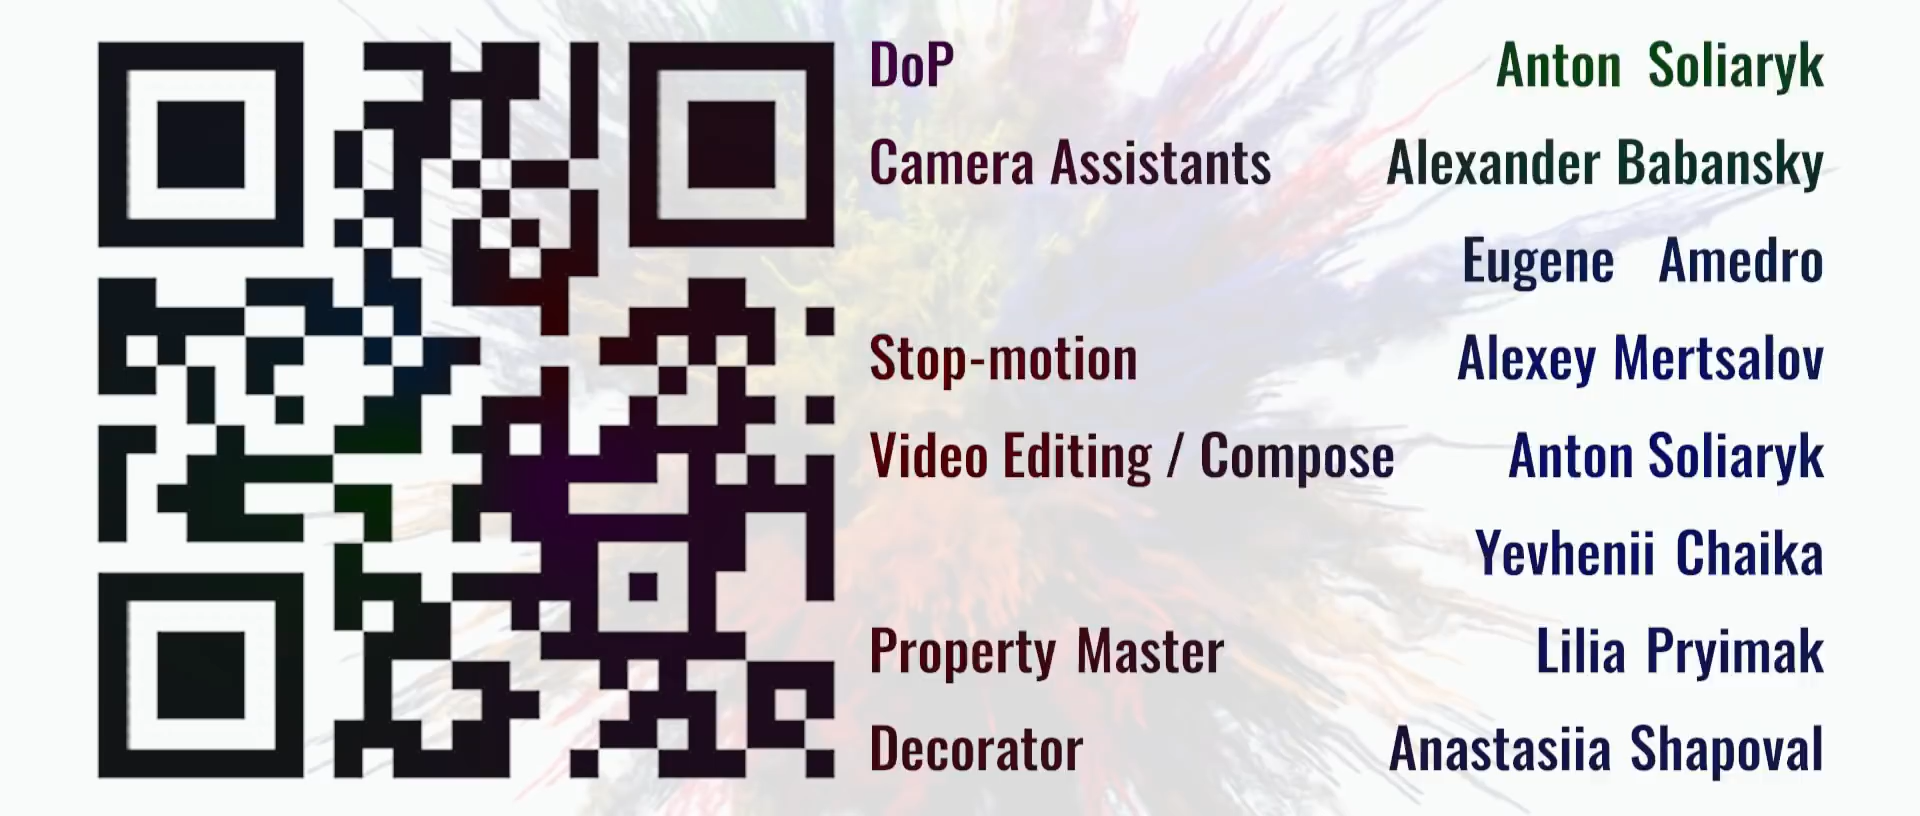 DoP Anton Soliaryk
Camera Assistants Alexander Babansky
Eugene Amedro
Stop-motion Alexey Mertsalov
Video Editing / Compose Anton Soliaryk
Yevhenii Chaika
Property Master Lilia Pryimak
Decorator Anastasiia Shapoval